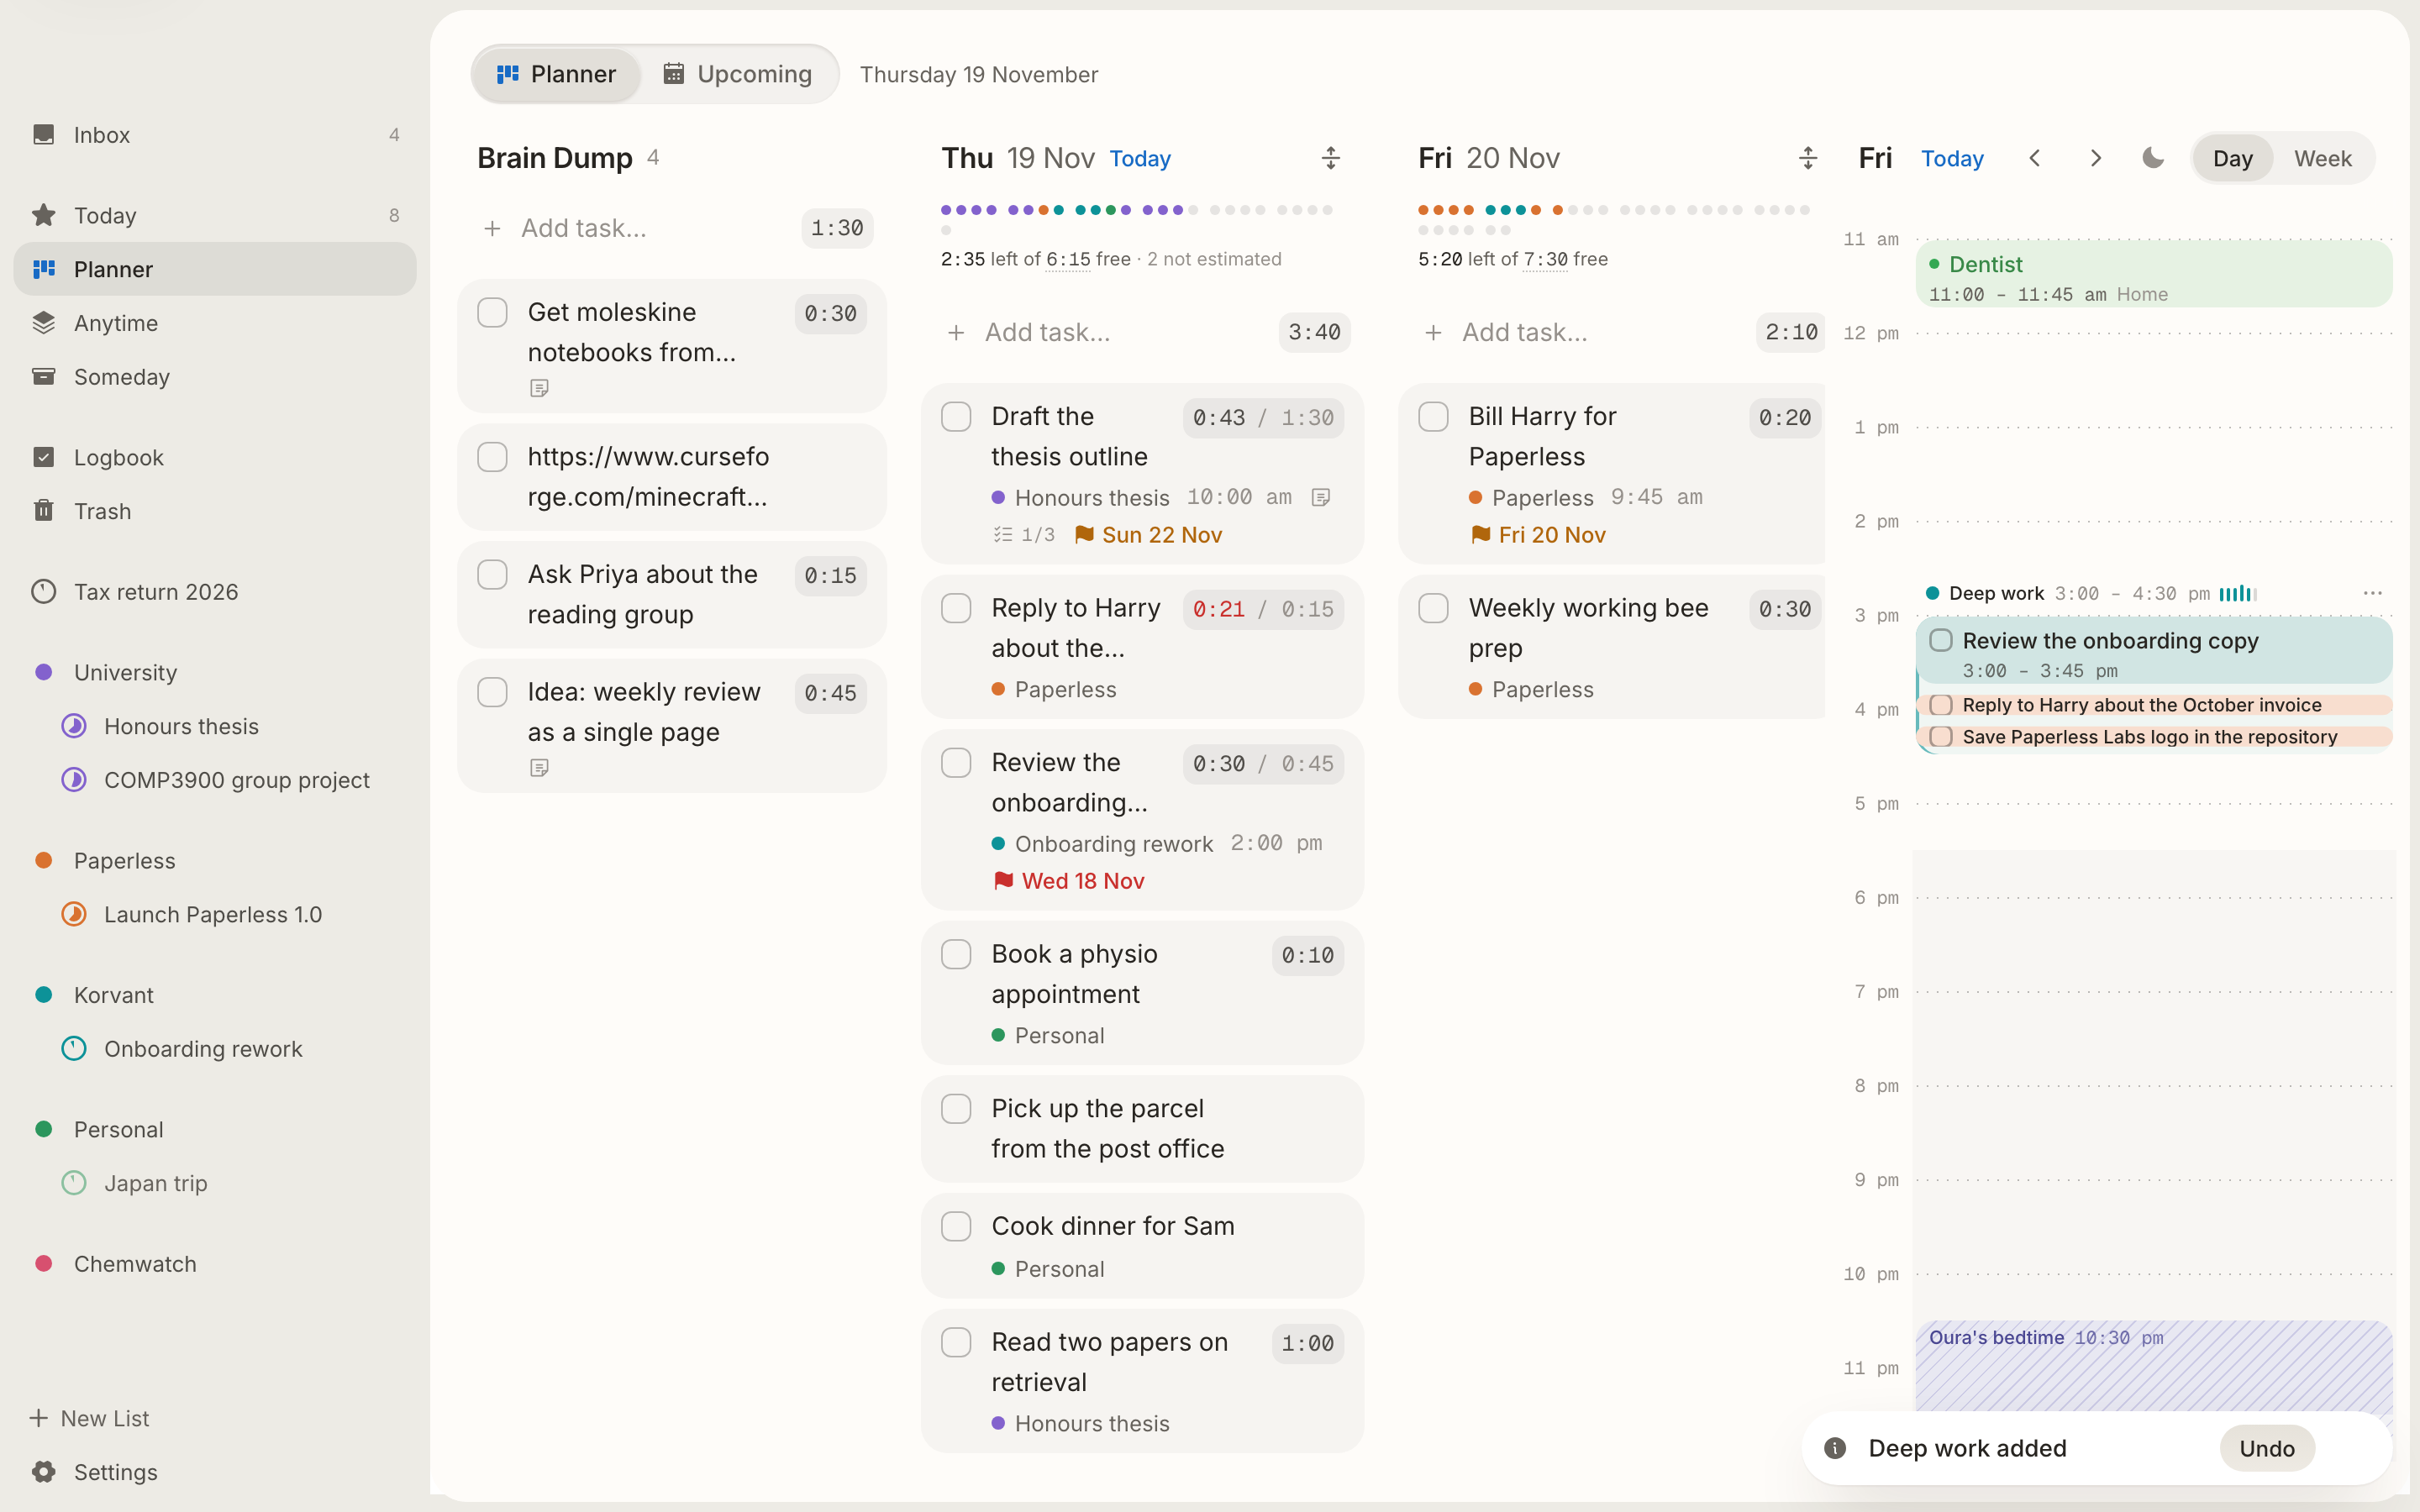 Inbox 4
Today 8
Planner
Anytime
Someday
Logbook
Trash
Tax return 2026
University
Honours thesis
COMP3900 group project
Paperless
Launch Paperless 1.0
Korvant
Onboarding rework
Personal
Japan trip
Chemwatch
New List
Settings
Planner Upcoming Thursday 19 November
Brain Dump 4
Add task... 1:30
Get moleskine 0:30
notebooks from...
https://www.cursefo
rge.com/minecraft...
Ask Priya about the 0:15
reading group
Idea: weekly review 0:45
as a single page
Thu 19 Nov Today
2:35 left of 6:15 free · 2 not estimated
Add task... 3:40
Draft the 0:43 / 1:30
thesis outline
Honours thesis 10:00 am
1/3 Sun 22 Nov
Reply to Harry 0:21 / 0:15
about the...
Paperless
Review the 0:30 / 0:45
onboarding...
Onboarding rework 2:00 pm
Wed 18 Nov
Book a physio 0:10
appointment
Personal
Pick up the parcel
from the post office
Cook dinner for Sam
Personal
Read two papers on 1:00
retrieval
Honours thesis
Fri 20 Nov
5:20 left of 7:30 free
Add task... 2:10
Bill Harry for 0:20
Paperless
Paperless 9:45 am
Fri 20 Nov
Weekly working bee 0:30
prep
Paperless
Fri Today Day Week
11 am
Dentist
11:00 – 11:45 am Home
12 pm
1 pm
2 pm
Deep work 3:00 – 4:30 pm
3 pm
Review the onboarding copy
3:00 – 3:45 pm
Reply to Harry about the October invoice
4 pm
Save Paperless Labs logo in the repository
5 pm
6 pm
7 pm
8 pm
9 pm
10 pm
Oura's bedtime 10:30 pm
11 pm
Deep work added Undo